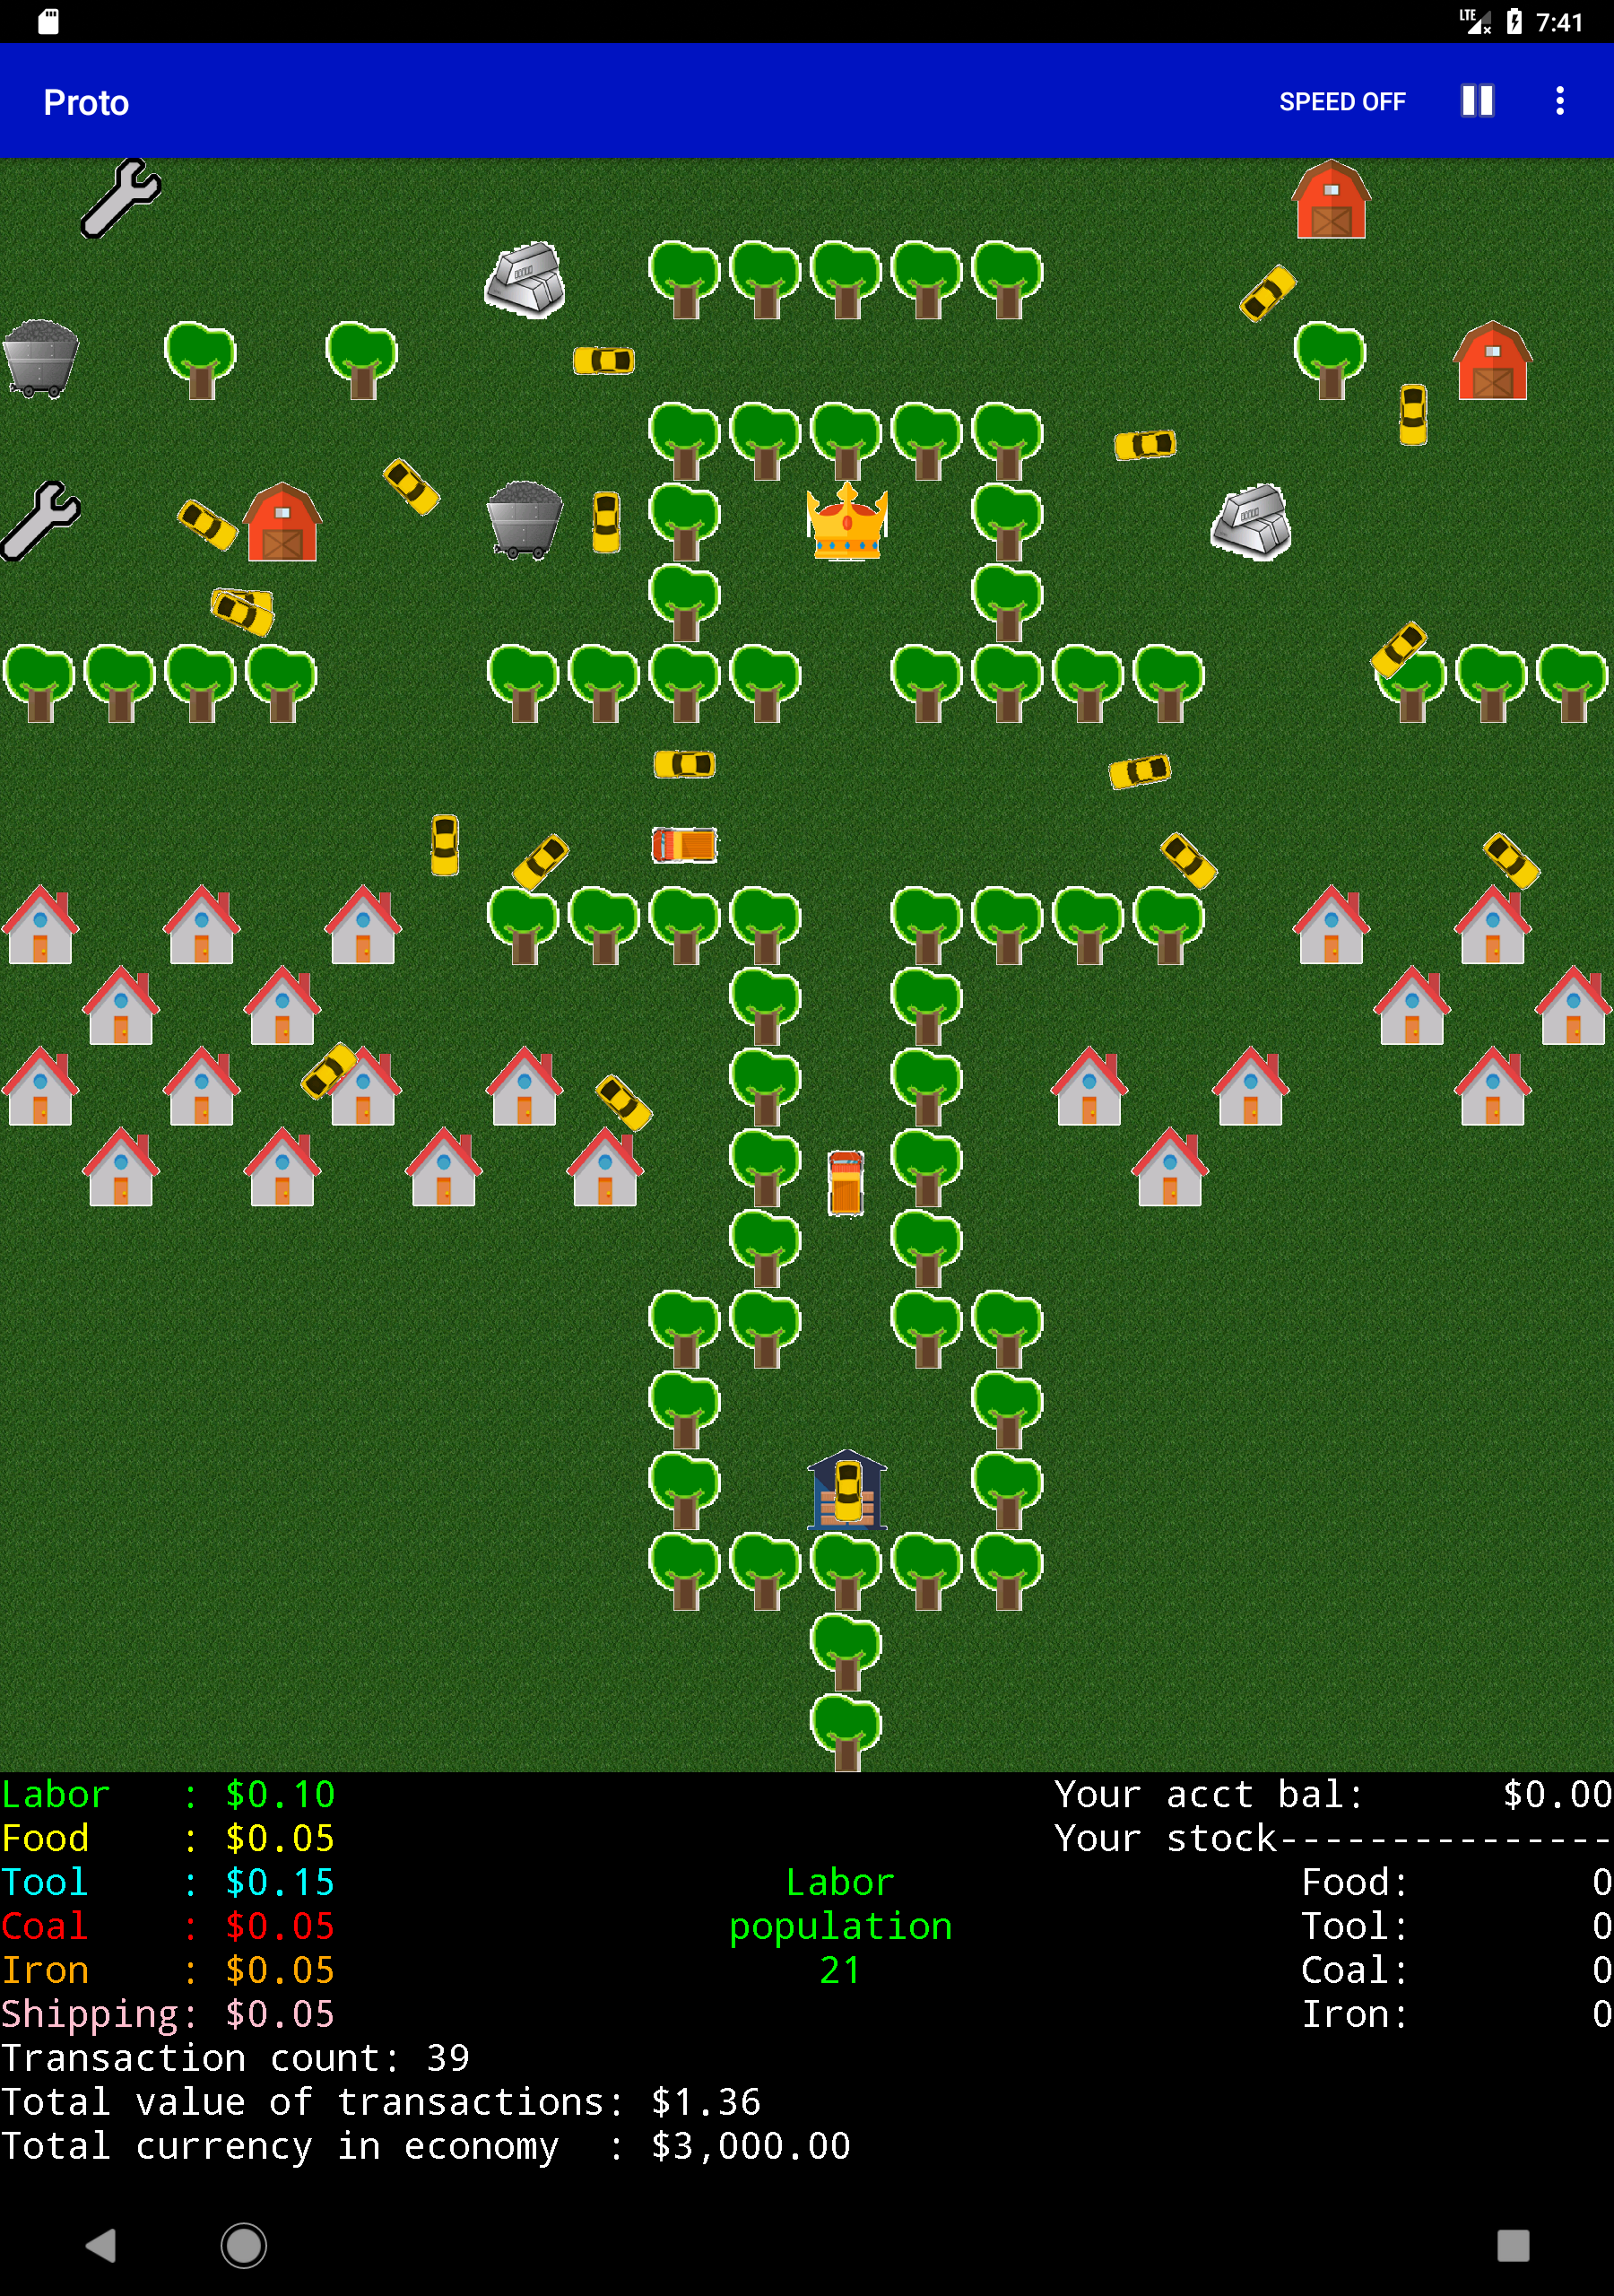 LTE 7:41
Proto SPEED OFF
Labor : $0.10 Your acct bal: $0.00
Food : $0.05 Your stock---------------
Tool : $0.15 Labor Food: 0
Coal : $0.05 population Tool: 0
Iron : $0.05 21 Coal: 0
Shipping: $0.05 Iron: 0
Transaction count: 39
Total value of transactions: $1.36
Total currency in economy : $3,000.00